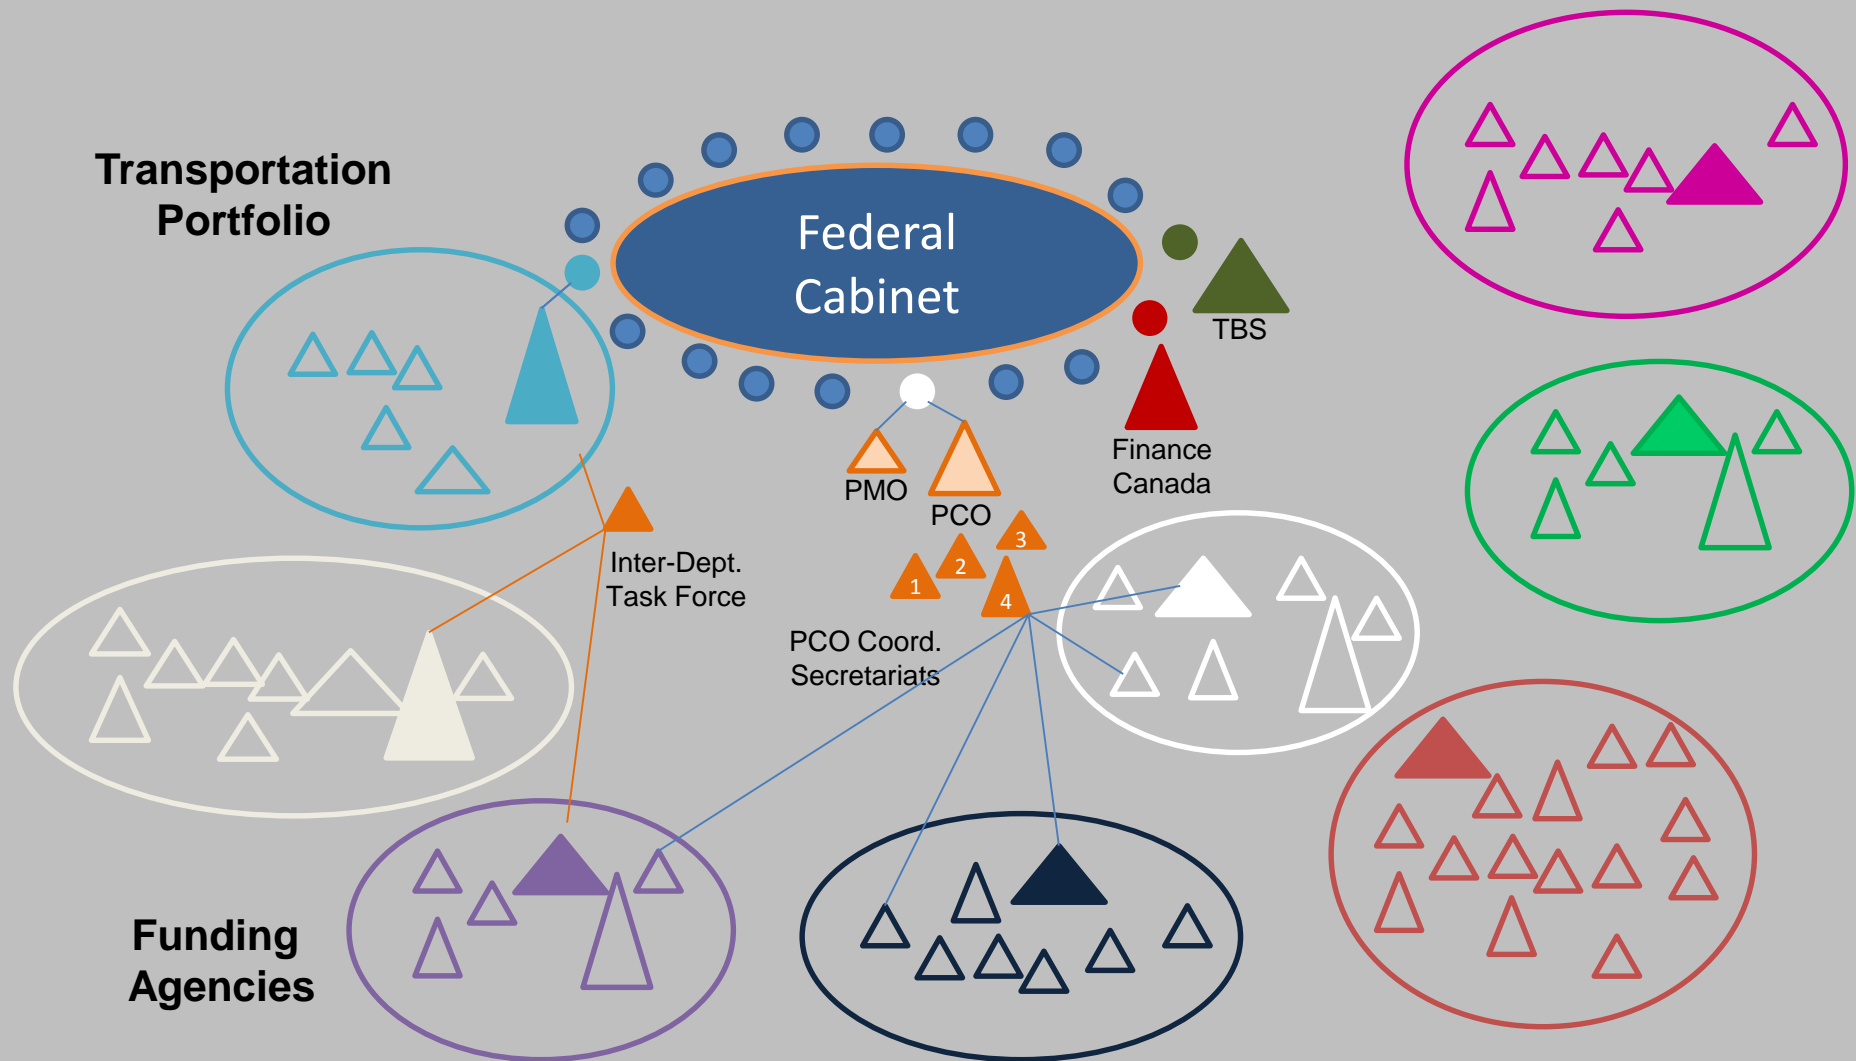 Transportation
Portfolio
Federal
Cabinet
TBS
Finance
Canada
PMO
PCO
3
2
1
4
Inter-Dept.
Task Force
PCO Coord.
Secretariats
Funding
Agencies